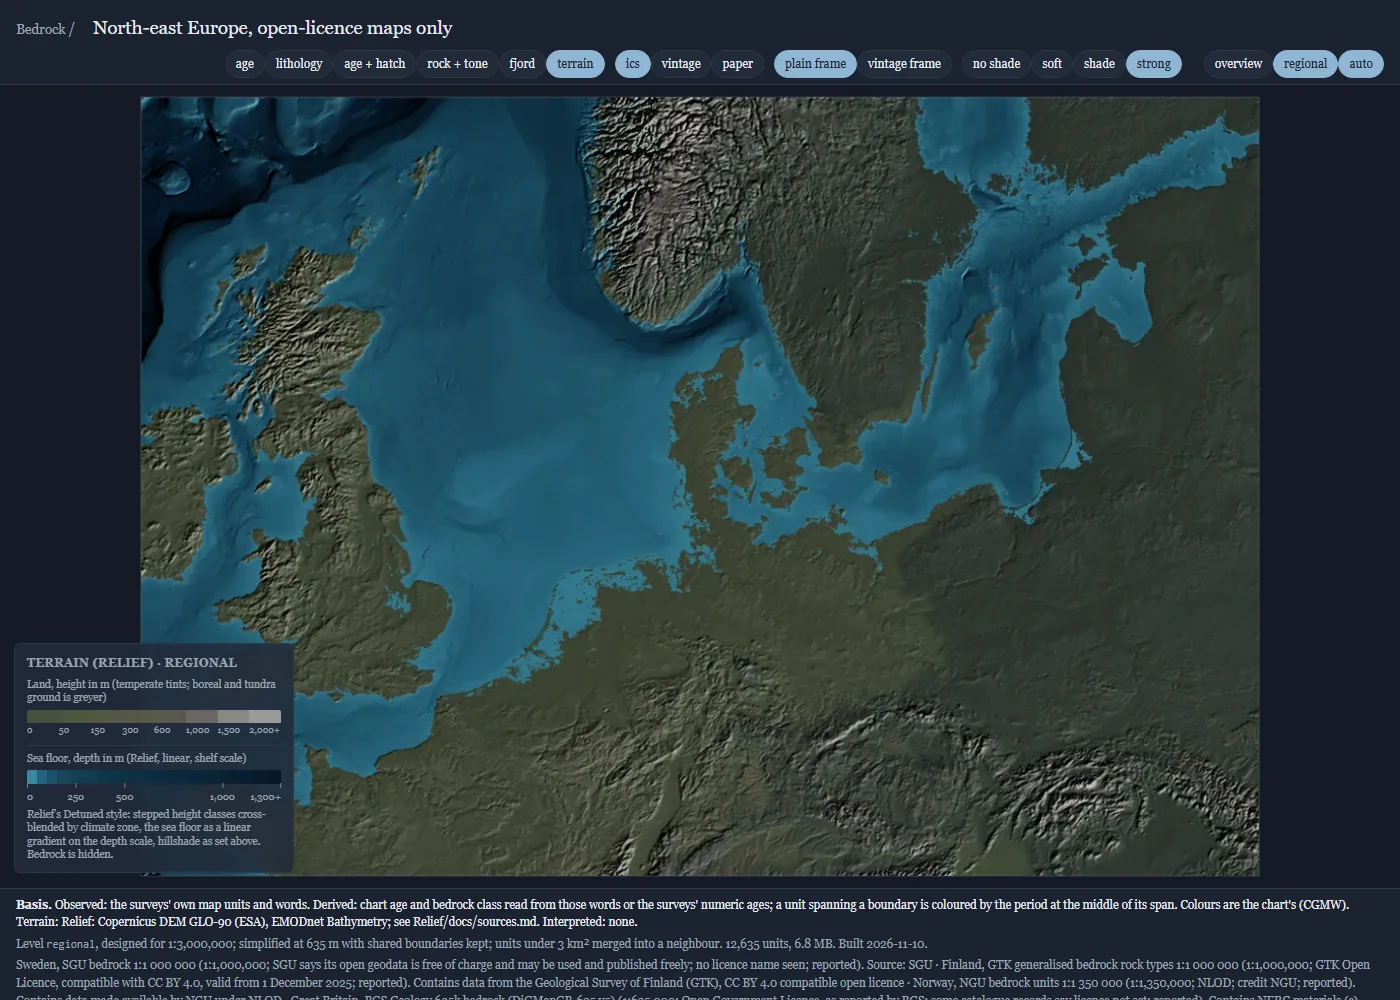 Bedrock / North-east Europe, open-licence maps only
age lithology age + hatch rock + tone fjord terrain ics vintage paper plain frame vintage frame no shade soft shade strong overview regional auto
TERRAIN (RELIEF) · REGIONAL
Land, height in m (temperate tints; boreal and tundra
ground is greyer)
0 50 150 300 600 1,000 1,500 2,000+
Sea floor, depth in m (Relief, linear, shelf scale)
0 250 500 1,000 1,300+
Relief's Detuned style: stepped height classes cross-
blended by climate zone, the sea floor as a linear
gradient on the depth scale, hillshade as set above.
Bedrock is hidden.
Basis. Observed: the surveys' own map units and words. Derived: chart age and bedrock class read from those words or the surveys' numeric ages; a unit spanning a boundary is coloured by the period at the middle of its span. Colours are the chart's (CGMW).
Terrain: Relief: Copernicus DEM GLO-90 (ESA), EMODnet Bathymetry; see Relief/docs/sources.md. Interpreted: none.
Level regional, designed for 1:3,000,000; simplified at 635 m with shared boundaries kept; units under 3 km² merged into a neighbour. 12,635 units, 6.8 MB. Built 2026-11-10.
Sweden, SGU bedrock 1:1 000 000 (1:1,000,000; SGU says its open geodata is free of charge and may be used and published freely; no licence name seen; reported). Source: SGU · Finland, GTK generalised bedrock rock types 1:1 000 000 (1:1,000,000; GTK Open
Licence, compatible with CC BY 4.0, valid from 1 December 2025; reported). Contains data from the Geological Survey of Finland (GTK), CC BY 4.0 compatible open licence · Norway, NGU bedrock units 1:1 350 000 (1:1,350,000; NLOD; credit NGU; reported).
Contains data made available by NGU under NLOD · Great Britain, BGS Geology 625k bedrock